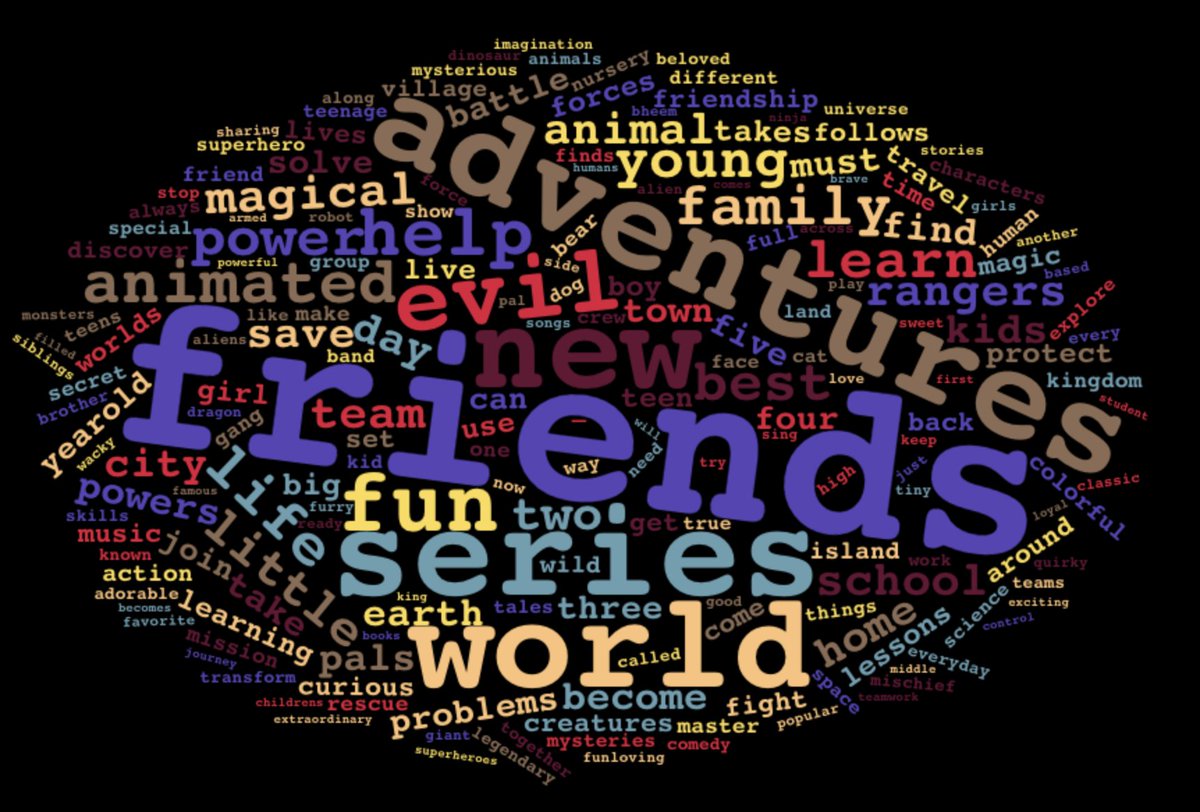 imagination
dinosaur
animals
beloved
mysterious
nursery
different
village
battle
forces
friendship
along
teenage
adventures
bheem
universe
ninja
sharing
lives
animal
takes
follows
superhero
solve
finds
young
must
travel
stories
characters
friend
humans
brave
time
girls
stop
magical
force
alien
comes
family
find
human
always
armed
robot
show
bear
special
power
help
full
across
another
discover
powerful
group
live
side
learn
magic
based
animated
evil
pal
dog
boy
play
rangers
explore
monsters
teens
worlds
like
make
songs
crew
town
land
sweet
kids
every
filled
siblings
aliens
save
day
new
five
protect
band
face
cat
secret
yearold
friends
best
love
first
kingdom
brother
girl
dragon
team
can
teen
four
back
student
gang
set
use
will
sing
keep
wacky
city
kid
one
way
need
try
high
just
colorful
classic
life
big
now
tiny
powers
famous
furry
fun
two
get
true
loyal
skills
little
ready
series
island
around
music
join
wild
school
work
quirky
known
action
take
king
earth
tales
three
good
come
things
home
lessons
science
teams
adorable
learning
exciting
becomes
favorite
books
world
control
mission
pals
called
everyday
journey
middle
transform
curious
space
mischief
childrens
rescue
problems
become
fight
teamwork
extraordinary
creatures
master
popular
giant
legendary
together
mysteries
comedy
superheroes
funloving